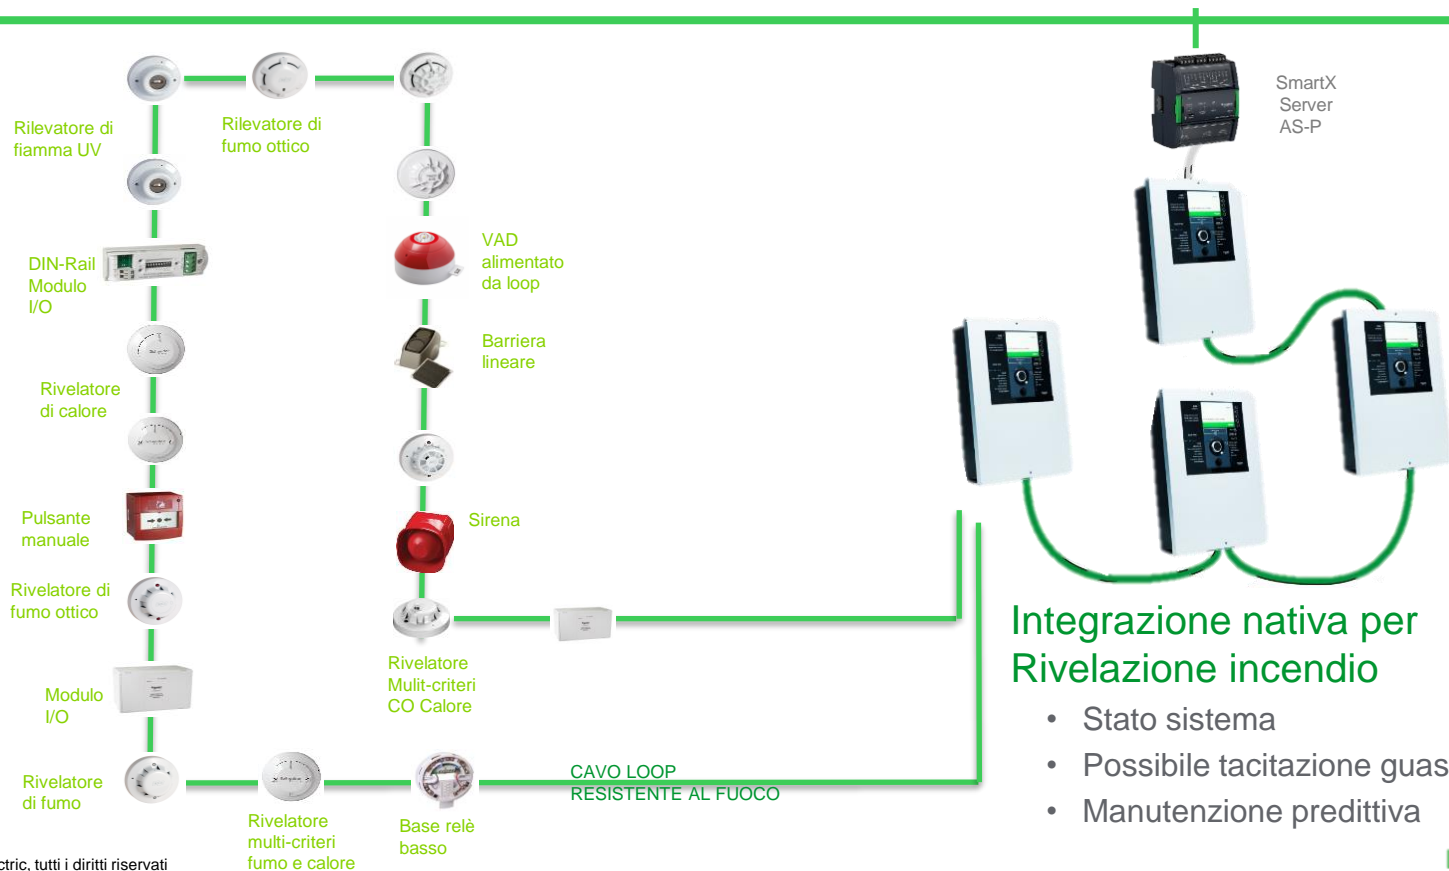 SmartX
Server
AS-P
Rilevatore di
fiamma UV
Rilevatore di
fumo ottico
DIN-Rail
Modulo
I/O
VAD
alimentato
da loop
Barriera
lineare
Rivelatore
di calore
Pulsante
manuale
Sirena
Rivelatore di
fumo ottico
Rivelatore
Mulit-criteri
CO Calore
Modulo
I/O
Rivelatore
di fumo
Rivelatore
multi-criteri
fumo e calore
Base relè
basso
CAVO LOOP
RESISTENTE AL FUOCO
Integrazione nativa per
Rivelazione incendio
• Stato sistema
• Possibile tacitazione guas
• Manutenzione predittiva
ctric, tutti i diritti riservati